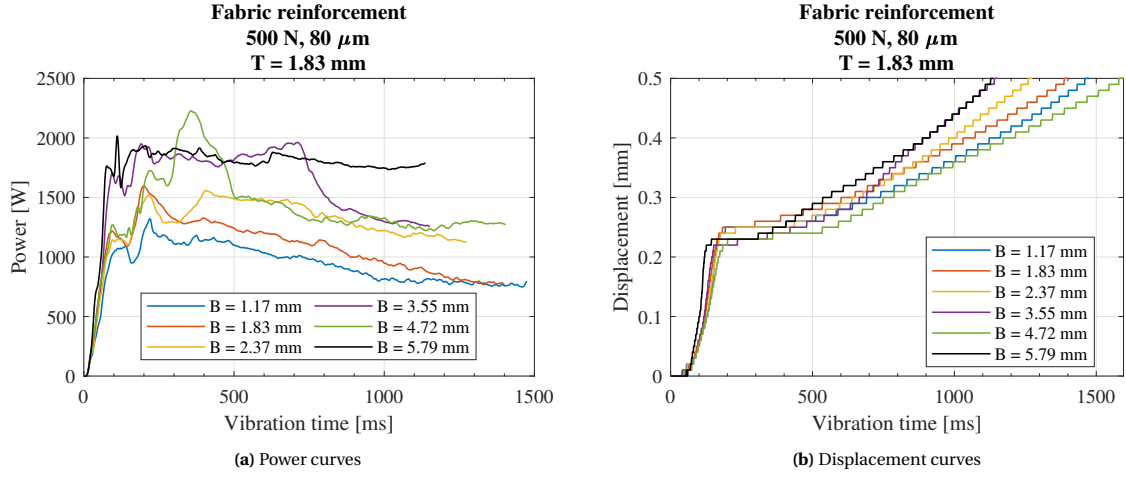 Fabric reinforcement
500 N, 80 μm
T = 1.83 mm
2500
2000
1500
1000
500
0
Power [W]
B = 1.17 mm
B = 1.83 mm
B = 2.37 mm
B = 3.55 mm
B = 4.72 mm
B = 5.79 mm
0 500 1000 1500
Vibration time [ms]
(a) Power curves
Fabric reinforcement
500 N, 80 μm
T = 1.83 mm
0.5
0.4
0.3
0.2
0.1
0
Displacement [mm]
B = 1.17 mm
B = 1.83 mm
B = 2.37 mm
B = 3.55 mm
B = 4.72 mm
B = 5.79 mm
0 500 1000 1500
Vibration time [ms]
(b) Displacement curves